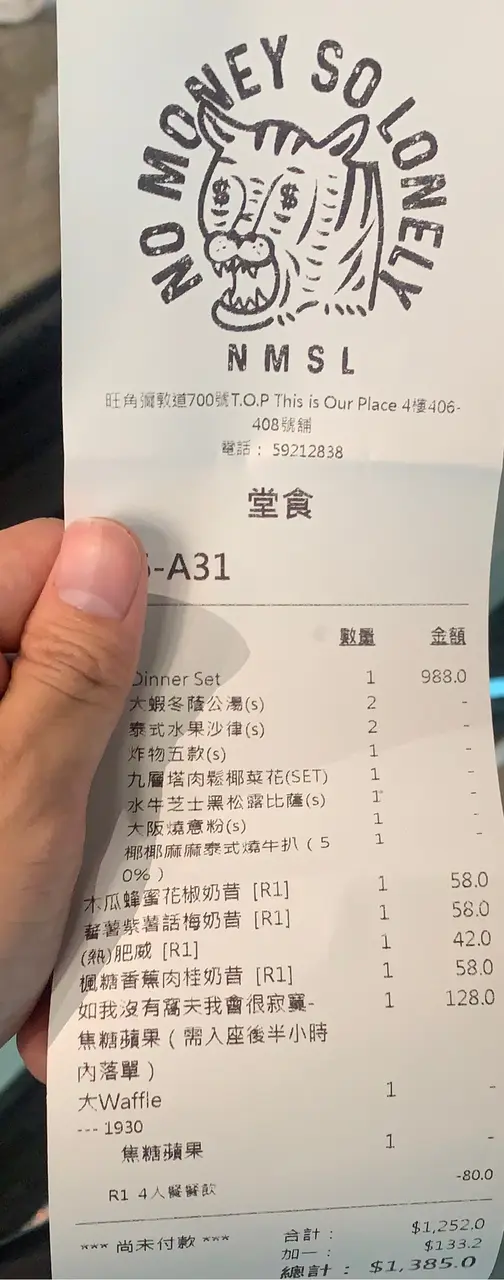 NO MONEY SO LONELY
NMSL
旺角彌敦道700號T.O.P This is Our Place 4樓406-
408號舖
電話： 59212838
堂食
-A31
數量 金額
Dinner Set 1 988.0
大蝦冬蔭公湯(s) 2 -
泰式水果沙律(s) 2 -
炸物五款(s) 1 -
九層塔肉鬆椰菜花(SET) 1 -
水牛芝士黑松露比薩(s) 1 -
大阪燒意粉(s) 1 -
椰椰麻麻泰式燒牛扒（5 1 -
0%）
木瓜蜂蜜花椒奶昔 [R1] 1 58.0
蕃薯紫薯話梅奶昔 [R1] 1 58.0
(熱)肥威 [R1] 1 42.0
楓糖香蕉肉桂奶昔 [R1] 1 58.0
如我沒有窩夫我會很寂寞- 1 128.0
焦糖蘋果（需入座後半小時
內落單）
大Waffle 1 -
--- 1930
焦糖蘋果 1 -
R1 4人餐餐飲 -80.0
*** 尚未付款 *** 合計： $1,252.0
加一： $133.2
總計： $1,385.0